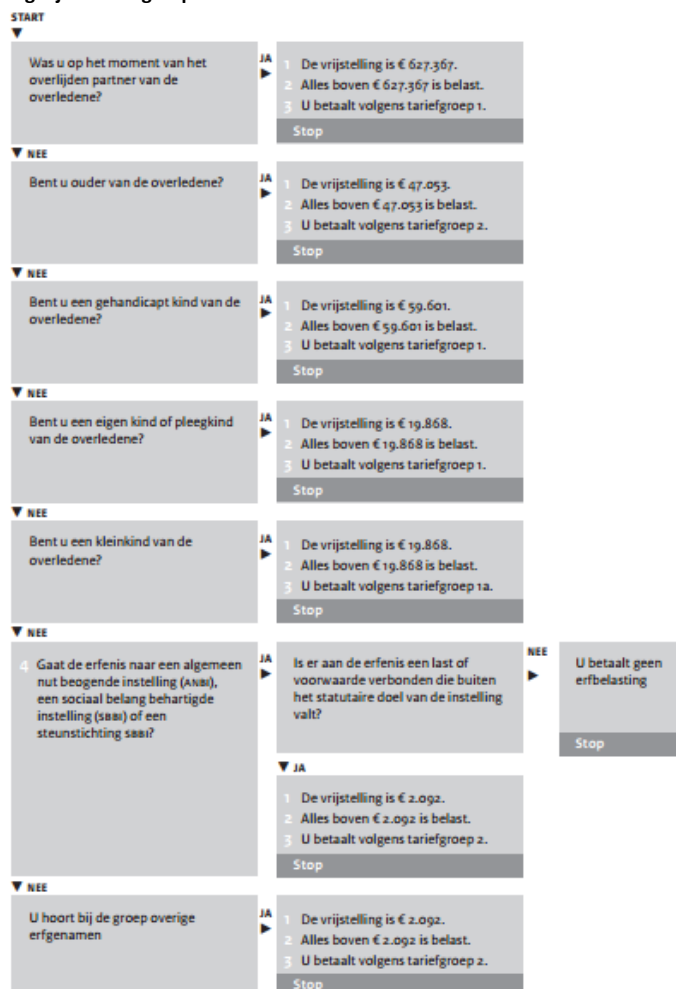 START
▼
Was u op het moment van het
overlijden partner van de
overledene?
JA
▶
1 De vrijstelling is € 627.367.
2 Alles boven € 627.367 is belast.
3 U betaalt volgens tariefgroep 1.
Stop
▼ NEE
Bent u ouder van de overledene?
JA
▶
1 De vrijstelling is € 47.053.
2 Alles boven € 47.053 is belast.
3 U betaalt volgens tariefgroep 2.
Stop
▼ NEE
Bent u een gehandicapt kind van de
overledene?
JA
▶
1 De vrijstelling is € 59.601.
2 Alles boven € 59.601 is belast.
3 U betaalt volgens tariefgroep 1.
Stop
▼ NEE
Bent u een eigen kind of pleegkind
van de overledene?
JA
▶
1 De vrijstelling is € 19.868.
2 Alles boven € 19.868 is belast.
3 U betaalt volgens tariefgroep 1.
Stop
▼ NEE
Bent u een kleinkind van de
overledene?
JA
▶
1 De vrijstelling is € 19.868.
2 Alles boven € 19.868 is belast.
3 U betaalt volgens tariefgroep 1a.
Stop
▼ NEE
4 Gaat de erfenis naar een algemeen
nut beogende instelling (ANBI),
een sociaal belang behartigde
instelling (SBBI) of een
steunstichting SBBI?
JA
▶
Is er aan de erfenis een last of
voorwaarde verbonden die buiten
het statutaire doel van de instelling
valt?
NEE
▶
U betaalt geen
erfbelasting
Stop
▼ JA
1 De vrijstelling is € 2.092.
2 Alles boven € 2.092 is belast.
3 U betaalt volgens tariefgroep 2.
Stop
▼ NEE
U hoort bij de groep overige
erfgenamen
JA
▶
1 De vrijstelling is € 2.092.
2 Alles boven € 2.092 is belast.
3 U betaalt volgens tariefgroep 2.
Stop